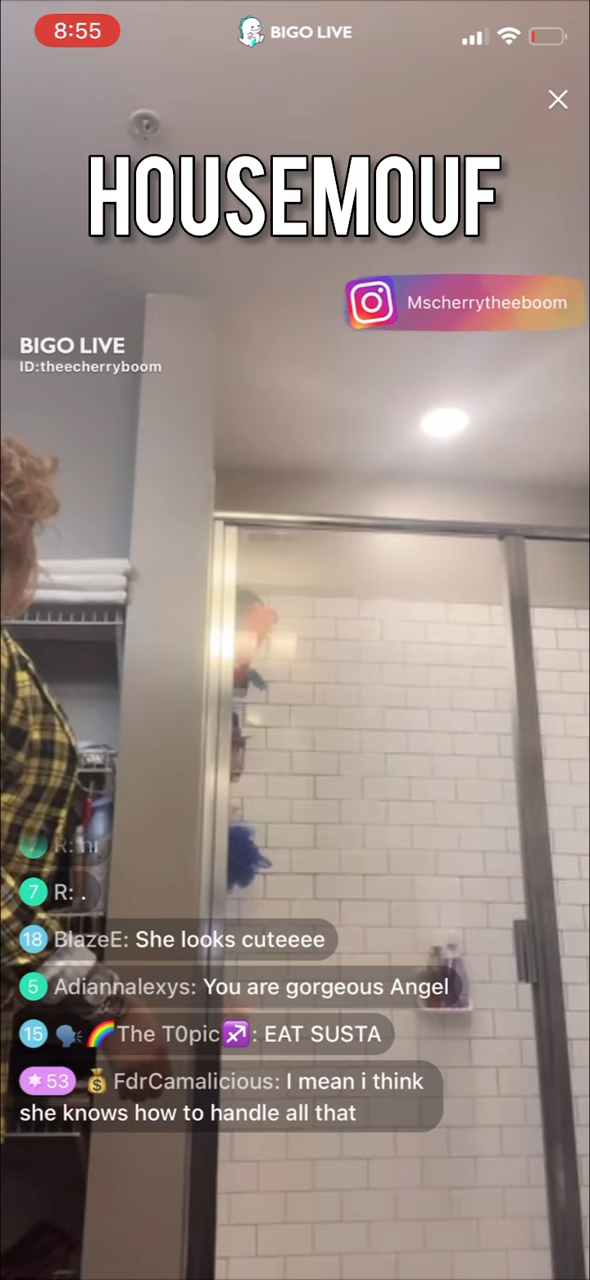 8:55
BIGO LIVE
HOUSEMOUF
Mscherrytheeboom
BIGO LIVE
ID:theecherryboom
7 R: hi
7 R: .
18 BlazeE: She looks cuteeee
5 Adiannalexys: You are gorgeous Angel
15 🗣️🌈The T0pic♐: EAT SUSTA
53 💰 FdrCamalicious: I mean i think
she knows how to handle all that